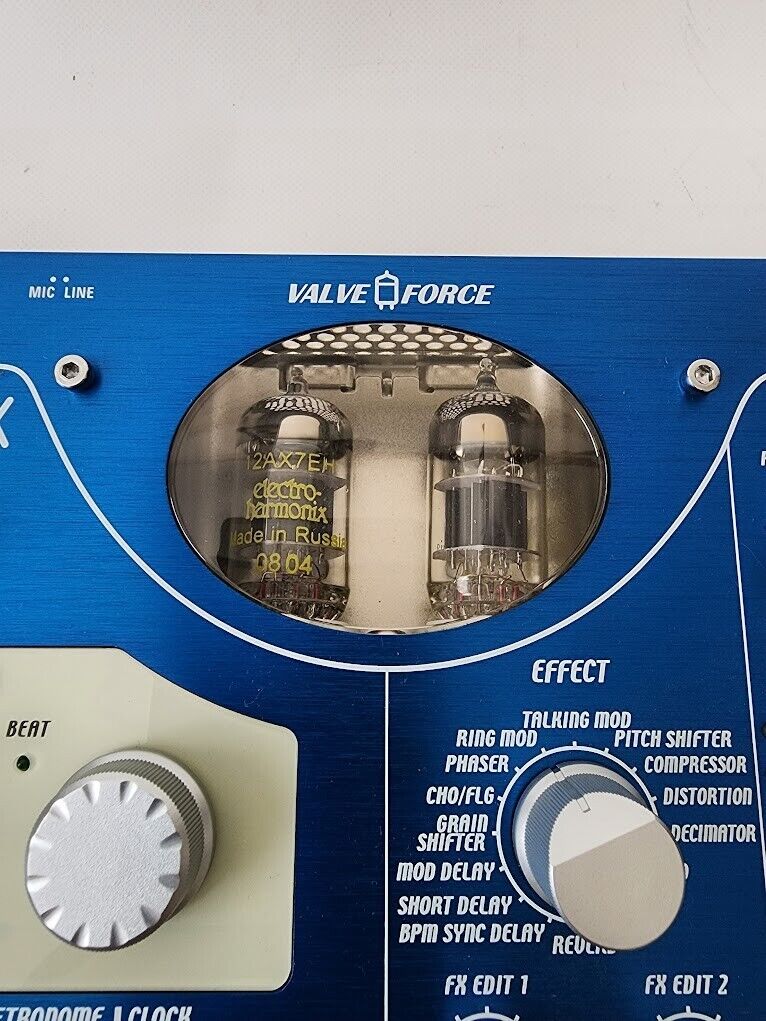 MIC LINE
VALVE FORCE
12AX7EH
electro-
harmonix
Made in Russia
0804
EFFECT
TALKING MOD
RING MOD
PITCH SHIFTER
PHASER
COMPRESSOR
CHO/FLG
DISTORTION
GRAIN
SHIFTER
DECIMATOR
MOD DELAY
SHORT DELAY
BPM SYNC DELAY
REVERB
BEAT
FX EDIT 1
FX EDIT 2
CLOCK